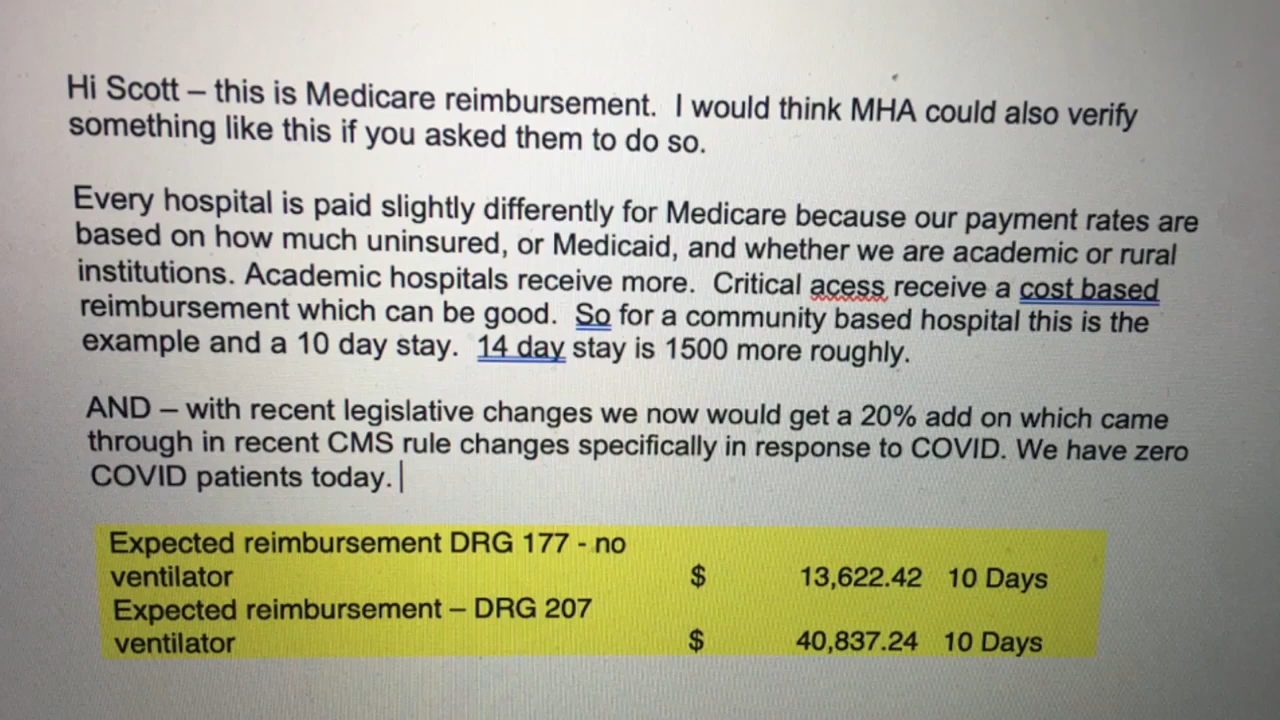 Hi Scott – this is Medicare reimbursement.  I would think MHA could also verify
something like this if you asked them to do so.
Every hospital is paid slightly differently for Medicare because our payment rates are
based on how much uninsured, or Medicaid, and whether we are academic or rural
institutions. Academic hospitals receive more.  Critical acess receive a cost based
reimbursement which can be good.  So for a community based hospital this is the
example and a 10 day stay.  14 day stay is 1500 more roughly.
AND – with recent legislative changes we now would get a 20% add on which came
through in recent CMS rule changes specifically in response to COVID. We have zero
COVID patients today.
Expected reimbursement DRG 177 - no
ventilator $ 13,622.42 10 Days
Expected reimbursement – DRG 207
ventilator $ 40,837.24 10 Days